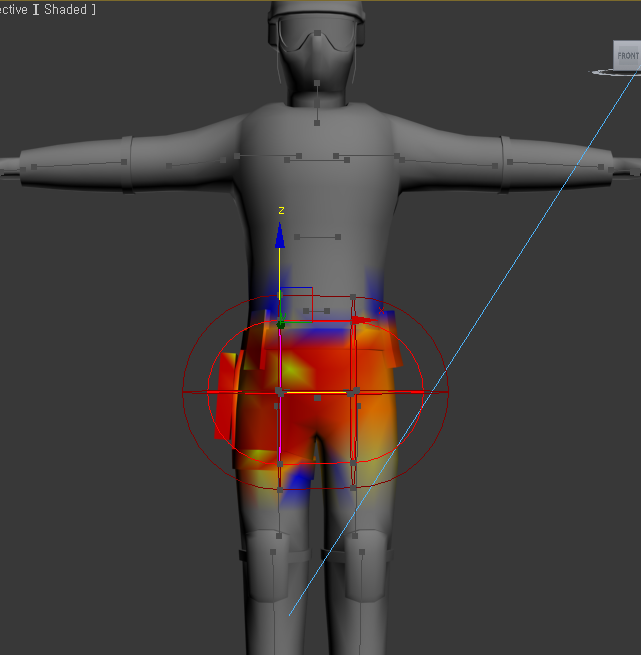 ective ꕯ Shaded ]
FRONT
z